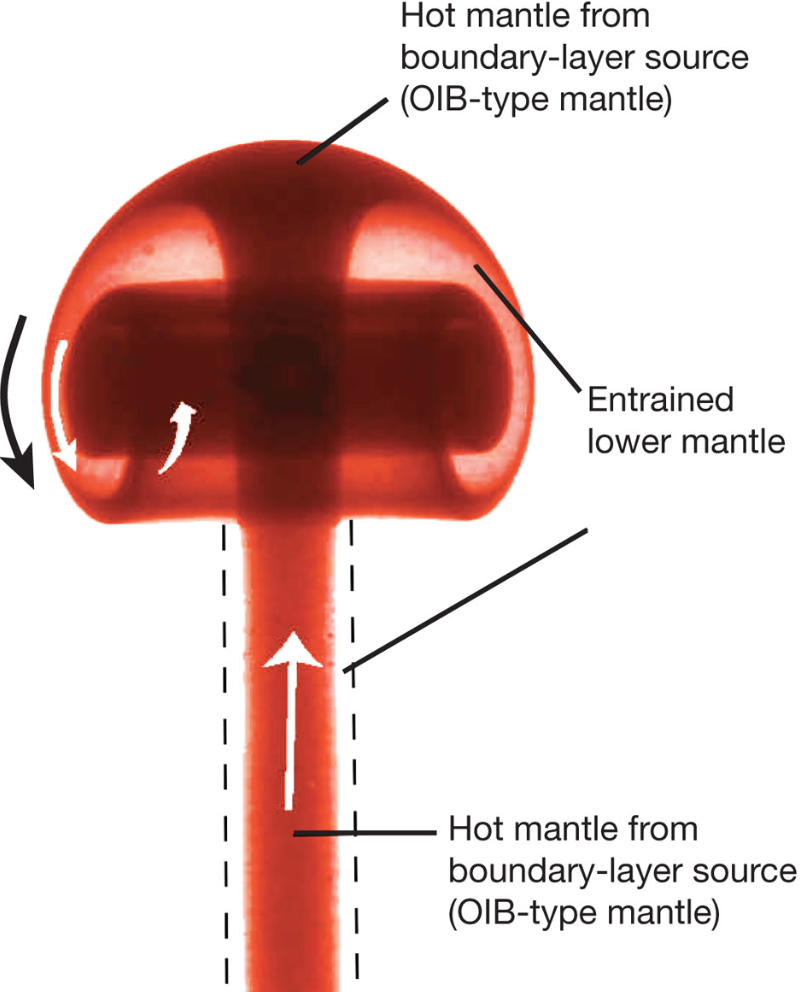 Hot mantle from
boundary-layer source
(OIB-type mantle)
Entrained
lower mantle
Hot mantle from
boundary-layer source
(OIB-type mantle)